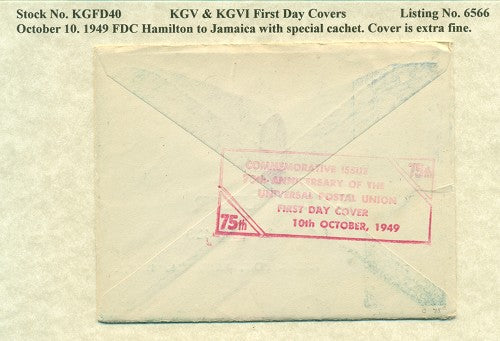 Stock No. KGFD40 KGV & KGVI First Day Covers Listing No. 6566
October 10. 1949 FDC Hamilton to Jamaica with special cachet. Cover is extra fine.
COMMEMORATIVE ISSUE 75th
75th ANNIVERSARY OF THE
UNIVERSAL POSTAL UNION
FIRST DAY COVER
75th 10th OCTOBER, 1949